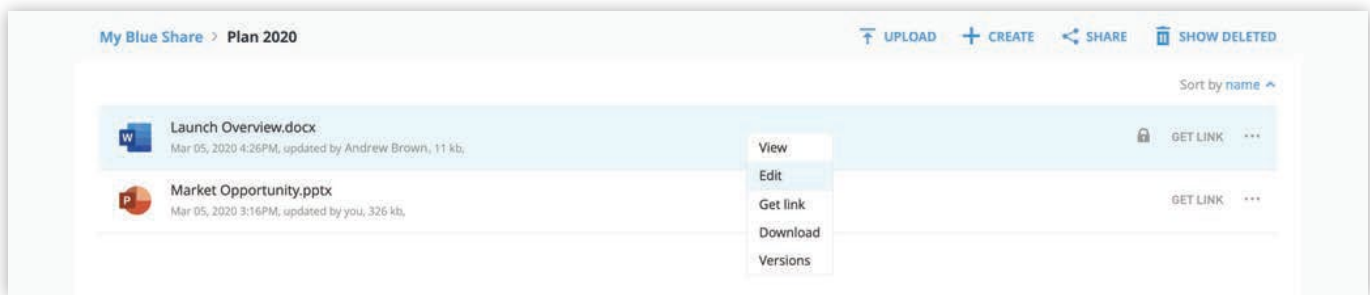 My Blue Share > Plan 2020
UPLOAD CREATE SHARE SHOW DELETED
Sort by name
W
Launch Overview.docx
Mar 05, 2020 4:26PM, updated by Andrew Brown, 11 kb,
GET LINK ...
View
Edit
Get link
Download
Versions
P
Market Opportunity.pptx
Mar 05, 2020 3:16PM, updated by you, 326 kb,
GET LINK ...